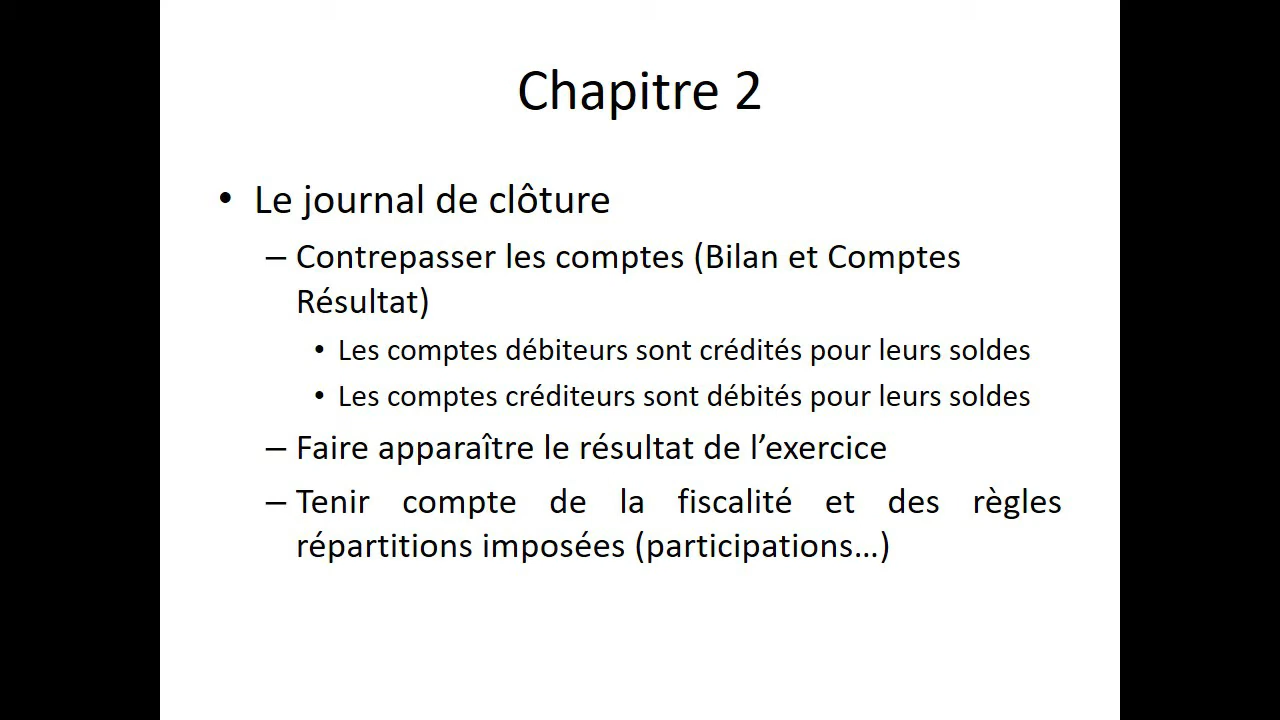 Chapitre 2
• Le journal de clôture
– Contrepasser les comptes (Bilan et Comptes
Résultat)
• Les comptes débiteurs sont crédités pour leurs soldes
• Les comptes créditeurs sont débités pour leurs soldes
– Faire apparaître le résultat de l’exercice
– Tenir compte de la fiscalité et des règles
répartitions imposées (participations…)